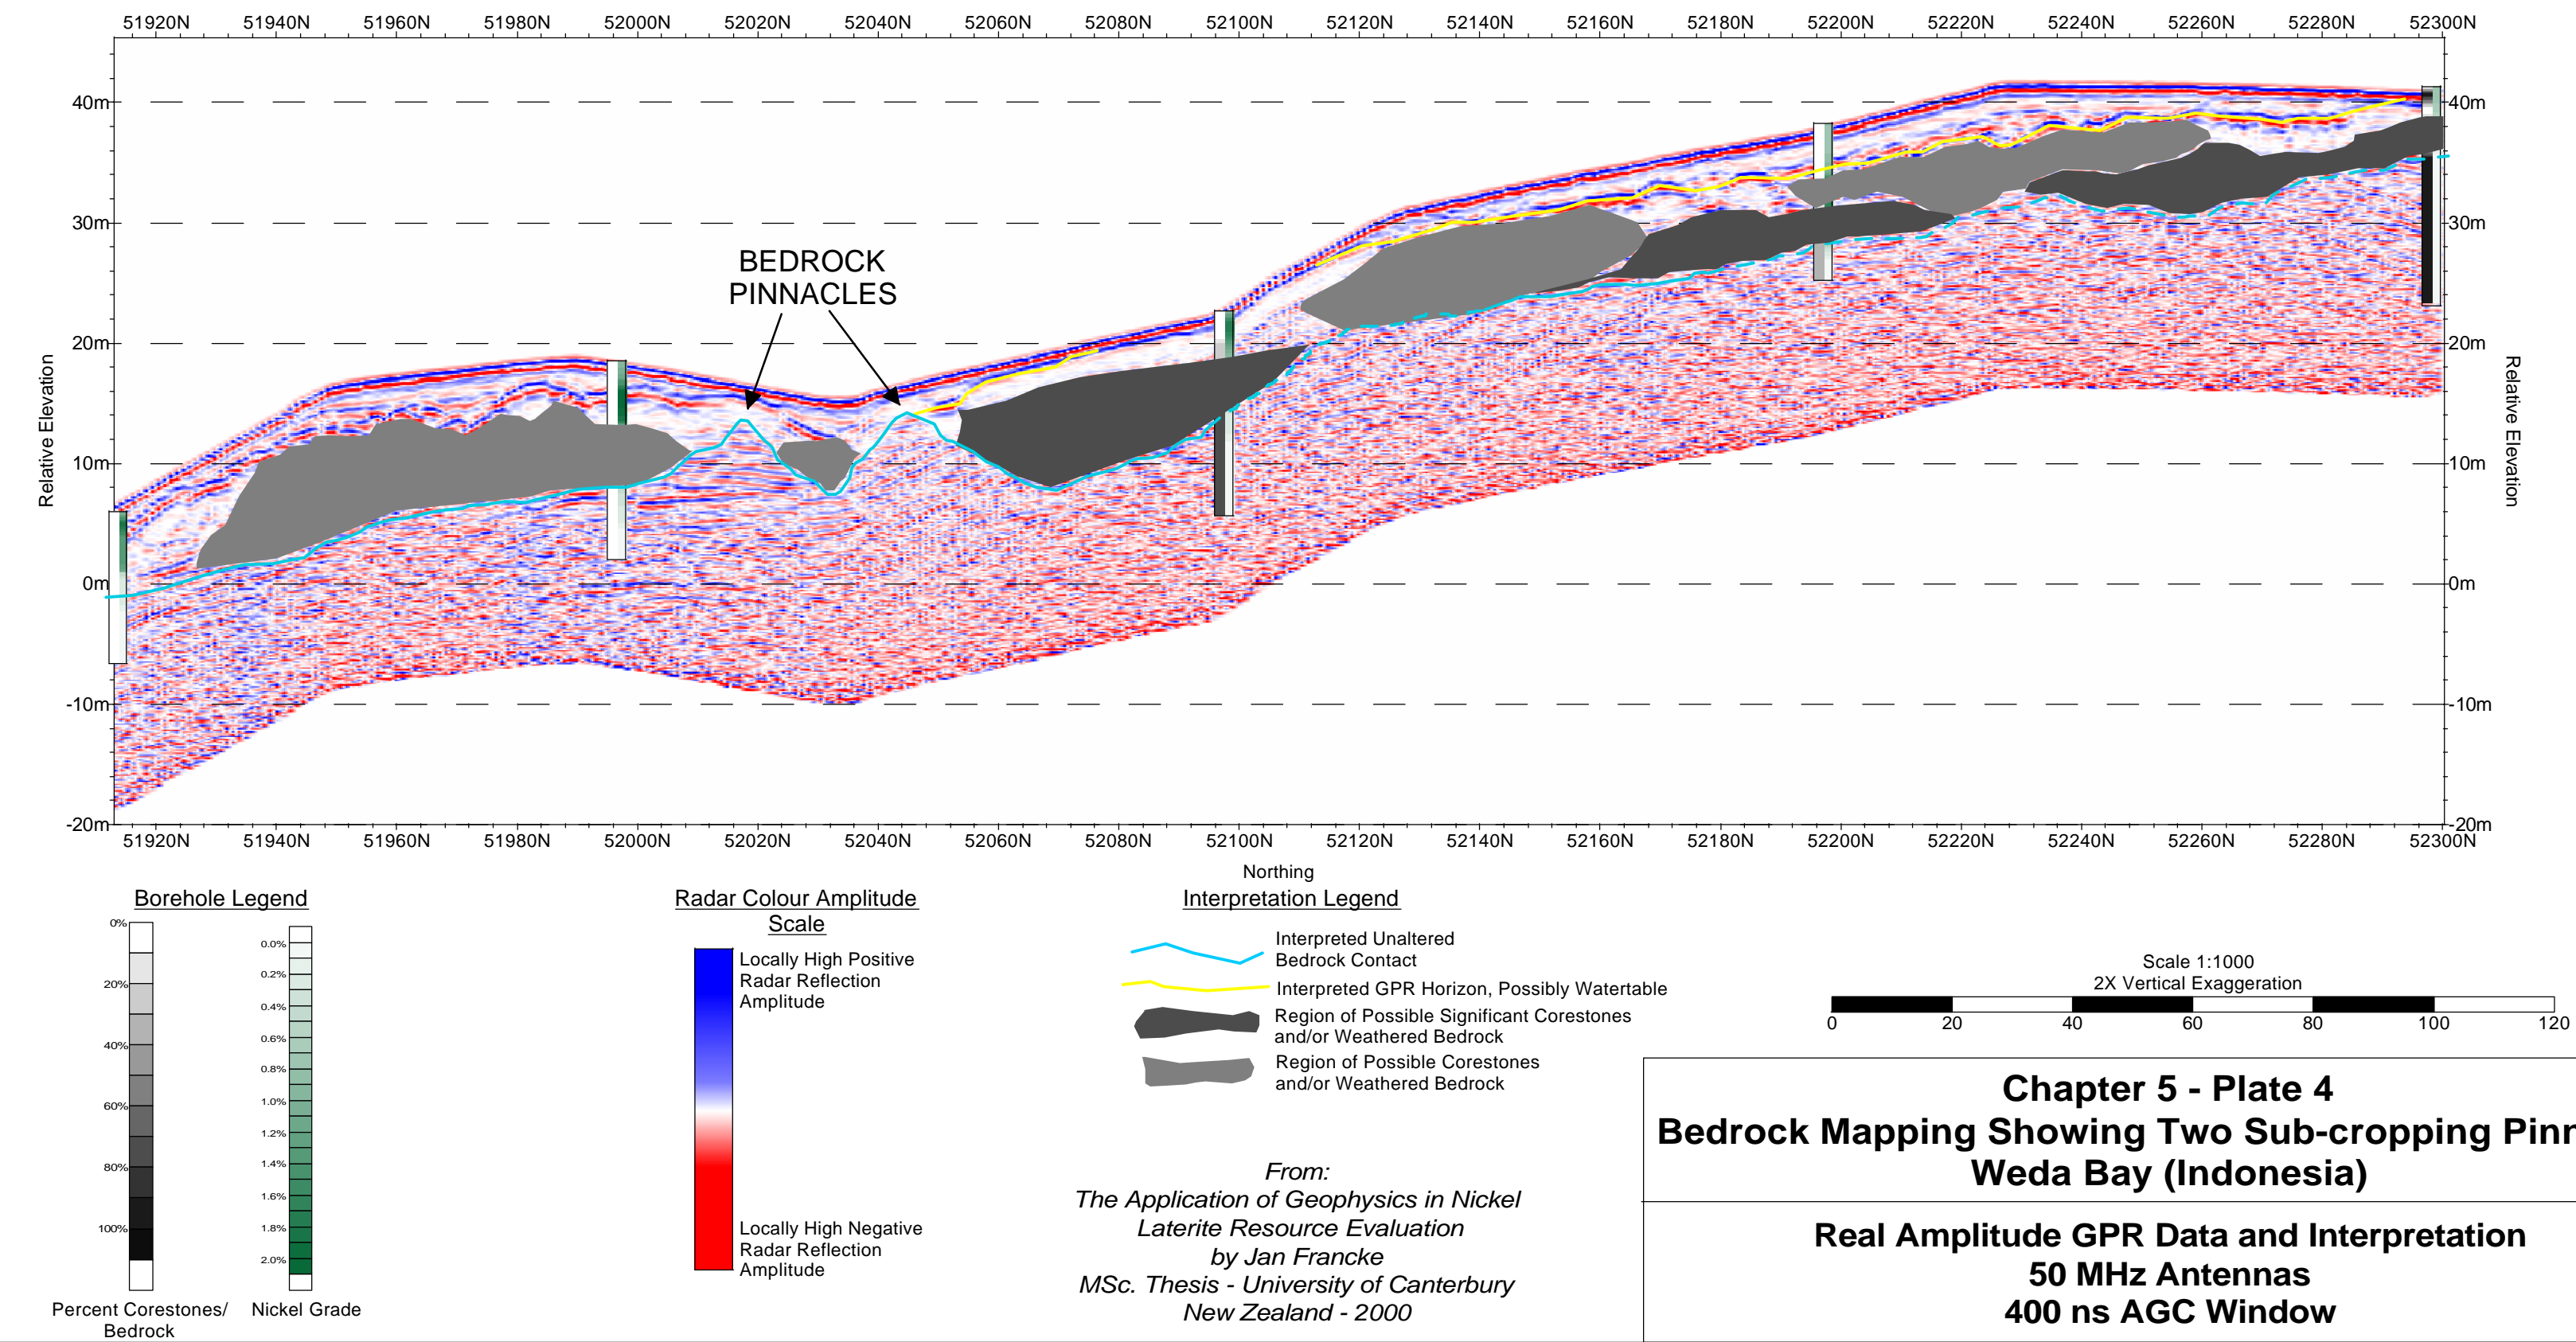 51920N 51940N 51960N 51980N 52000N 52020N 52040N 52060N 52080N 52100N 52120N 52140N 52160N 52180N 52200N 52220N 52240N 52260N 52280N 52300N
40m 40m
30m 30m
BEDROCK
PINNACLES
20m 20m
Relative Elevation
Relative Elevation
10m 10m
0m 0m
-10m -10m
-20m -20m
51920N 51940N 51960N 51980N 52000N 52020N 52040N 52060N 52080N 52100N 52120N 52140N 52160N 52180N 52200N 52220N 52240N 52260N 52280N 52300N
Northing
Borehole Legend
0%
20%
40%
60%
80%
100%
Percent Corestones/
Bedrock
0.0%
0.2%
0.4%
0.6%
0.8%
1.0%
1.2%
1.4%
1.6%
1.8%
2.0%
Nickel Grade
Radar Colour Amplitude
Scale
Locally High Positive
Radar Reflection
Amplitude
Locally High Negative
Radar Reflection
Amplitude
Interpretation Legend
Interpreted Unaltered
Bedrock Contact
Interpreted GPR Horizon, Possibly Watertable
Region of Possible Significant Corestones
and/or Weathered Bedrock
Region of Possible Corestones
and/or Weathered Bedrock
From:
The Application of Geophysics in Nickel
Laterite Resource Evaluation
by Jan Francke
MSc. Thesis - University of Canterbury
New Zealand - 2000
Scale 1:1000
2X Vertical Exaggeration
0 20 40 60 80 100 120
Chapter 5 - Plate 4
Bedrock Mapping Showing Two Sub-cropping Pinn
Weda Bay (Indonesia)
Real Amplitude GPR Data and Interpretation
50 MHz Antennas
400 ns AGC Window